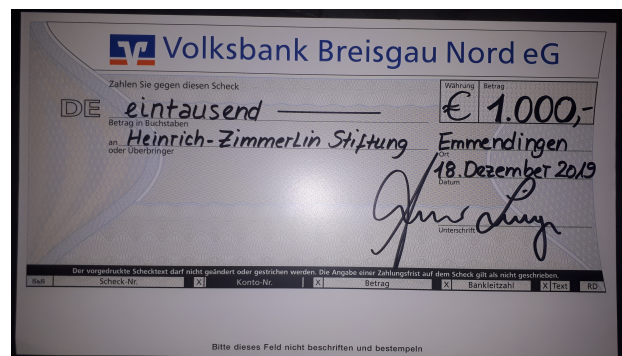 Volksbank Breisgau Nord eG
Zahlen Sie gegen diesen Scheck
Währung Betrag
DE eintausend € 1.000,-
Betrag in Buchstaben
an Heinrich-Zimmerlin Stiftung Emmendingen
oder Überbringer Ort
18. Dezember 2019
Datum
Unterschrift
Der vorgedruckte Schecktext darf nicht geändert oder gestrichen werden. Die Angabe einer Zahlungsfrist auf dem Scheck gilt als nicht geschrieben.
Scheck-Nr. X Konto-Nr. X Betrag X Bankleitzahl X Text RD
Bitte dieses Feld nicht beschriften und bestempeln